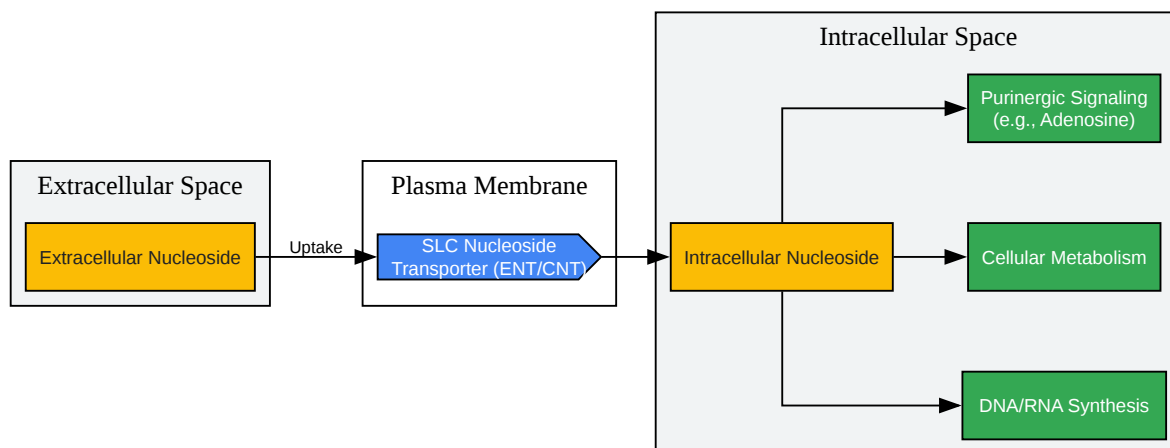 Intracellular Space
Purinergic Signaling
(e.g., Adenosine)
Extracellular Space
Plasma Membrane
Extracellular Nucleoside
Uptake
SLC Nucleoside
Transporter (ENT/CNT)
Intracellular Nucleoside
Cellular Metabolism
DNA/RNA Synthesis